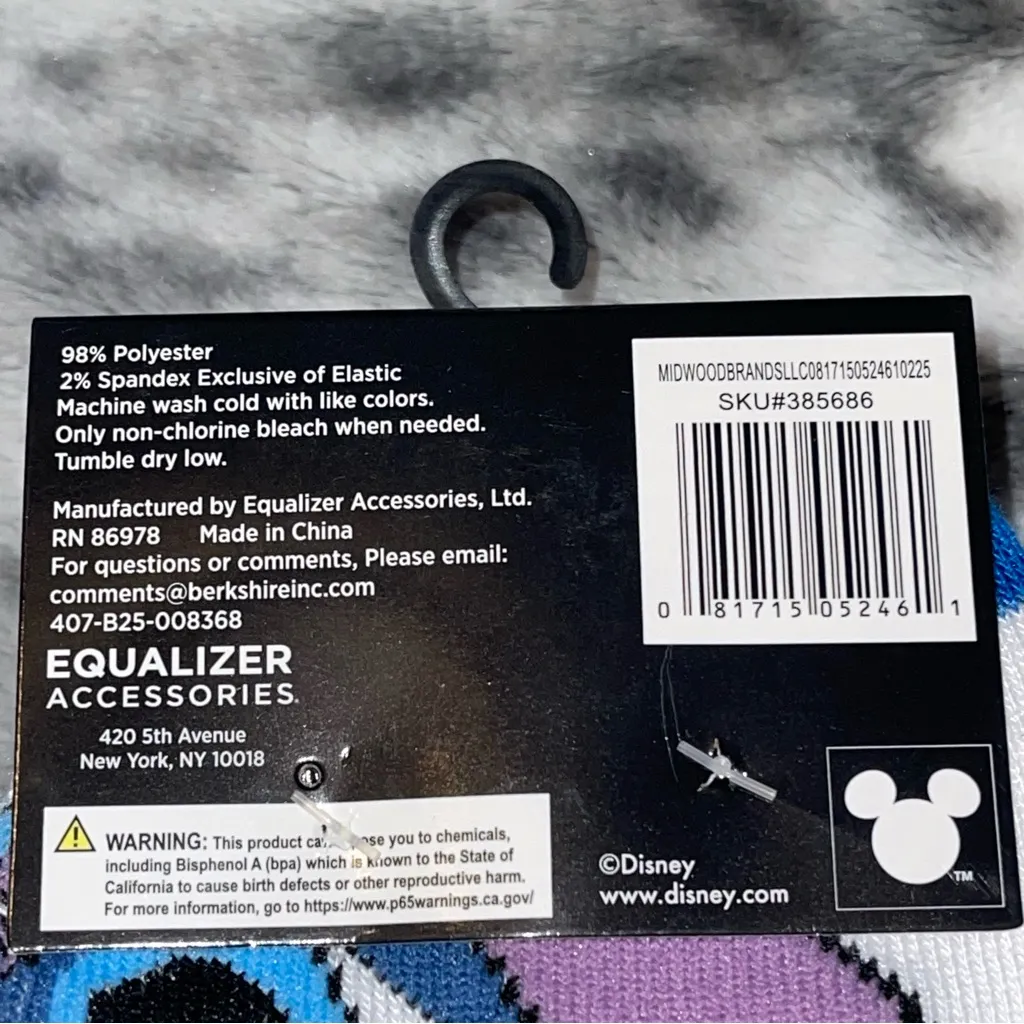 98% Polyester
2% Spandex Exclusive of Elastic
Machine wash cold with like colors.
Only non-chlorine bleach when needed.
Tumble dry low.
Manufactured by Equalizer Accessories, Ltd.
RN 86978 Made in China
For questions or comments, Please email:
comments@berkshireinc.com
407-B25-008368
EQUALIZER
ACCESSORIES.
420 5th Avenue
New York, NY 10018
WARNING: This product you to chemicals,
including Bisphenol A (bpa) which is known to the State of
California to cause birth defects or other reproductive harm.
For more information, go to https://www.p65warnings.ca.gov/
MIDWOODBRANDSLLC0817150524610225
SKU#385686
0 81715 05246 1
©Disney
www.disney.com
TM